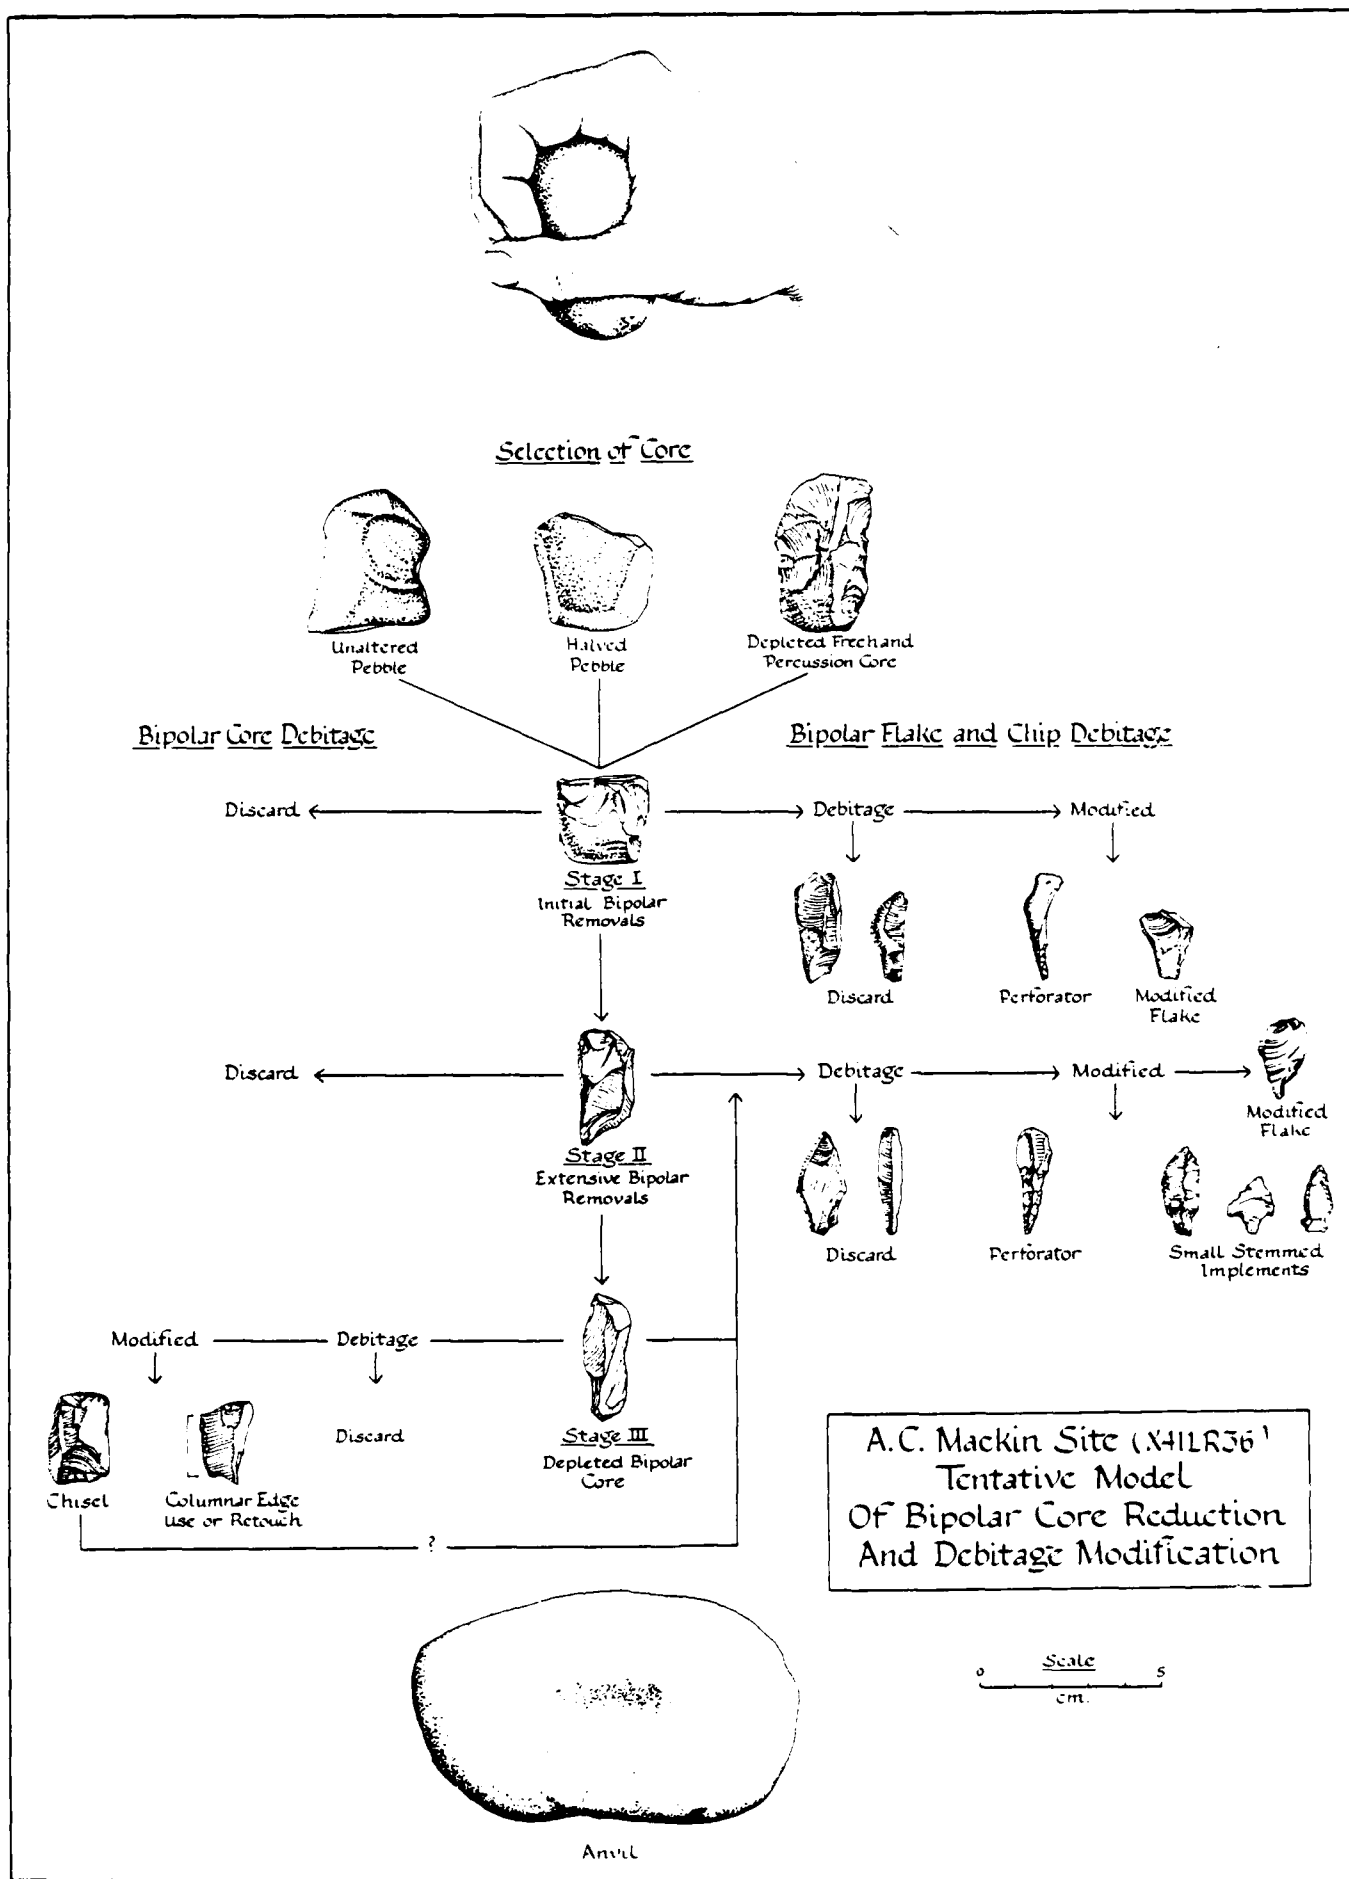 Selection of Core
Unaltered
Pebble
Halved
Pebble
Depleted Freehand
Percussion Core
Bipolar Core Debitage
Bipolar Flake and Chip Debitage
Discard
Debitage
Modified
Stage I
Initial Bipolar
Removals
Discard
Perforator
Modified
Flake
Discard
Debitage
Modified
Modified
Flake
Stage II
Extensive Bipolar
Removals
Discard
Perforator
Small Stemmed
Implements
Modified
Debitage
Discard
Stage III
Depleted Bipolar
Core
Chisel
Columnar Edge
Use or Retouch
?
A.C. Mackin Site
Tentative Model
Of Bipolar Core Reduction
And Debitage Modification
Scale
0 5
cm.
Anvil